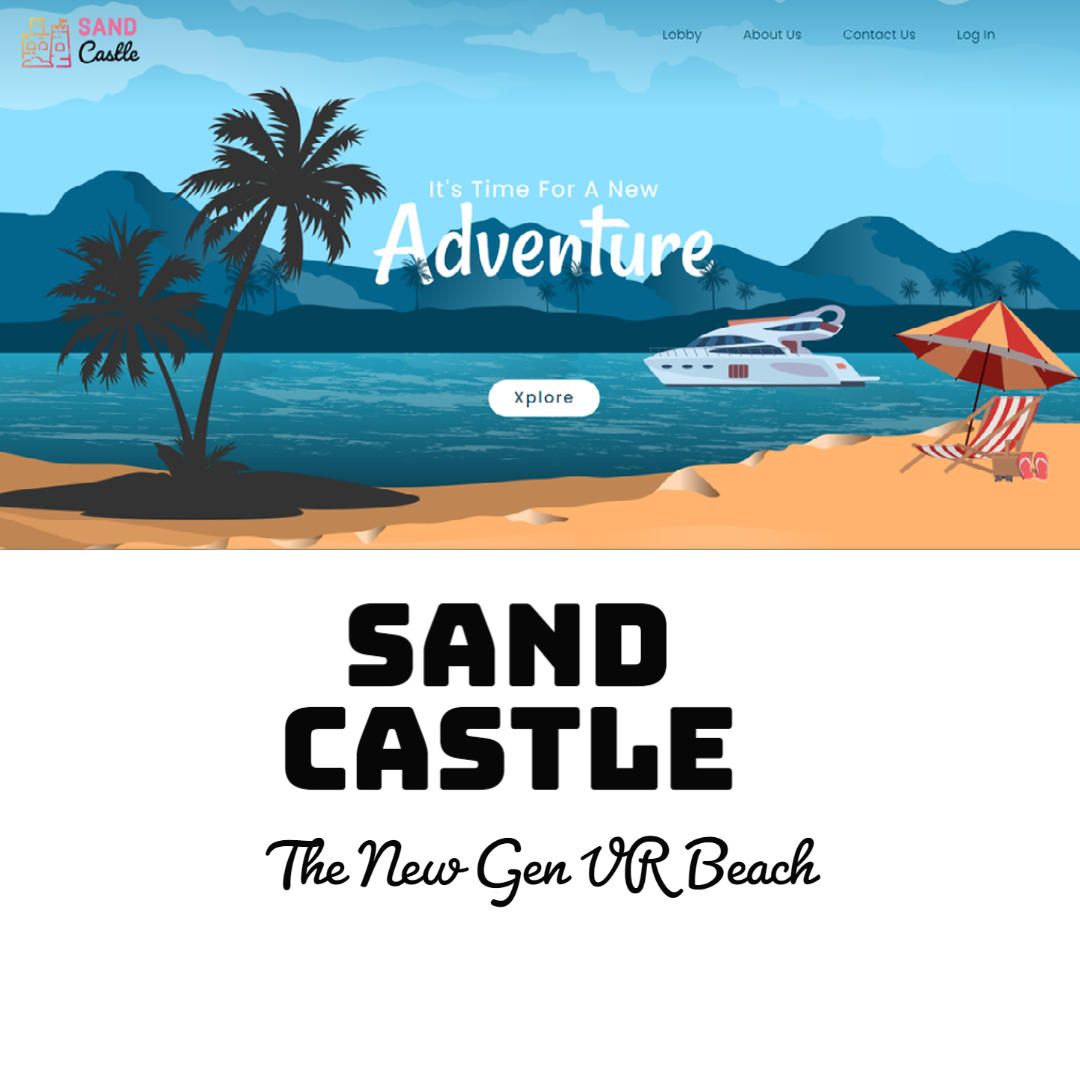 SAND
Castle
Lobby About Us Contact Us Log In
It's Time For A New
Adventure
Xplore
SAND
CASTLE
The New Gen VR Beach